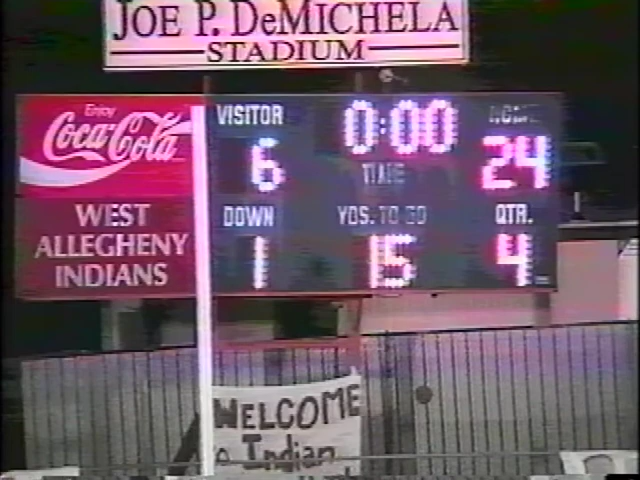 JOE P. DeMICHELA
STADIUM
Enjoy
Coca-Cola
WEST
ALLEGHENY
INDIANS
VISITOR
0:00
HOME
6
TIME
24
DOWN
YDS. TO GO
QTR.
1
15
4
WELCOME
Indian